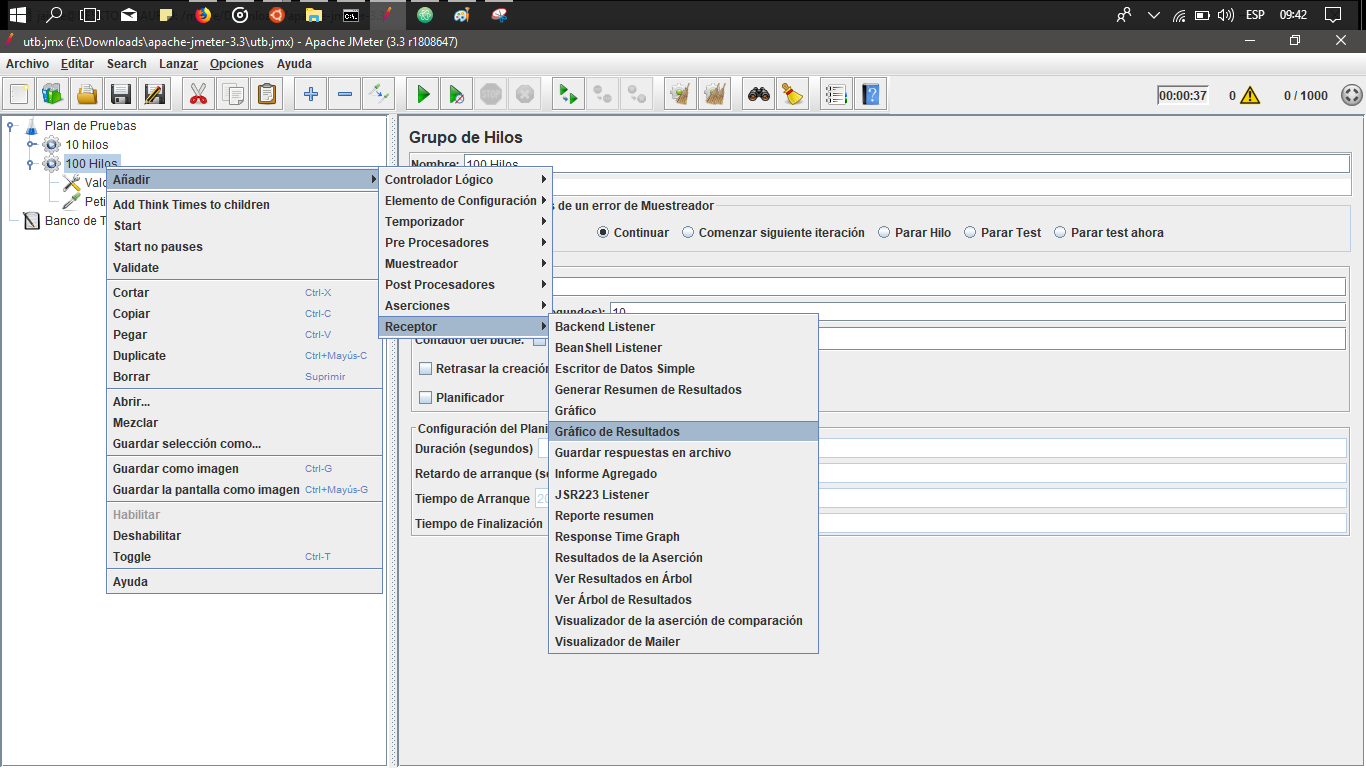 ESP 09:42
utb.jmx (E:\Downloads\apache-jmeter-3.3\utb.jmx) - Apache JMeter (3.3 r1808647)
Archivo Editar Search Lanzar Opciones Ayuda
STOP
00:00:37 0 0 / 1000
Plan de Pruebas
10 hilos
100 Hilos
Banco de T
Añadir
Add Think Times to children
Start
Start no pauses
Validate
Cortar Ctrl-X
Copiar Ctrl-C
Pegar Ctrl-V
Duplicate Ctrl+Mayús-C
Borrar Suprimir
Abrir...
Mezclar
Guardar selección como...
Guardar como imagen Ctrl-G
Guardar la pantalla como imagen Ctrl+Mayús-G
Habilitar
Deshabilitar
Toggle Ctrl-T
Ayuda
Controlador Lógico
Elemento de Configuración
Temporizador
Pre Procesadores
Muestreador
Post Procesadores
Aserciones
Receptor
Backend Listener
BeanShell Listener
Escritor de Datos Simple
Generar Resumen de Resultados
Gráfico
Gráfico de Resultados
Guardar respuestas en archivo
Informe Agregado
JSR223 Listener
Reporte resumen
Response Time Graph
Resultados de la Aserción
Ver Resultados en Árbol
Ver Árbol de Resultados
Visualizador de la aserción de comparación
Visualizador de Mailer
Grupo de Hilos
Nombre: 100 Hilos
s de un error de Muestreador
Continuar Comenzar siguiente iteración Parar Hilo Parar Test Parar test ahora
egundos): 10
Contador del bucle:
Retrasar la creación
Planificador
Configuración del Plani
Duración (segundos)
Retardo de arranque (se
Tiempo de Arranque 20
Tiempo de Finalización